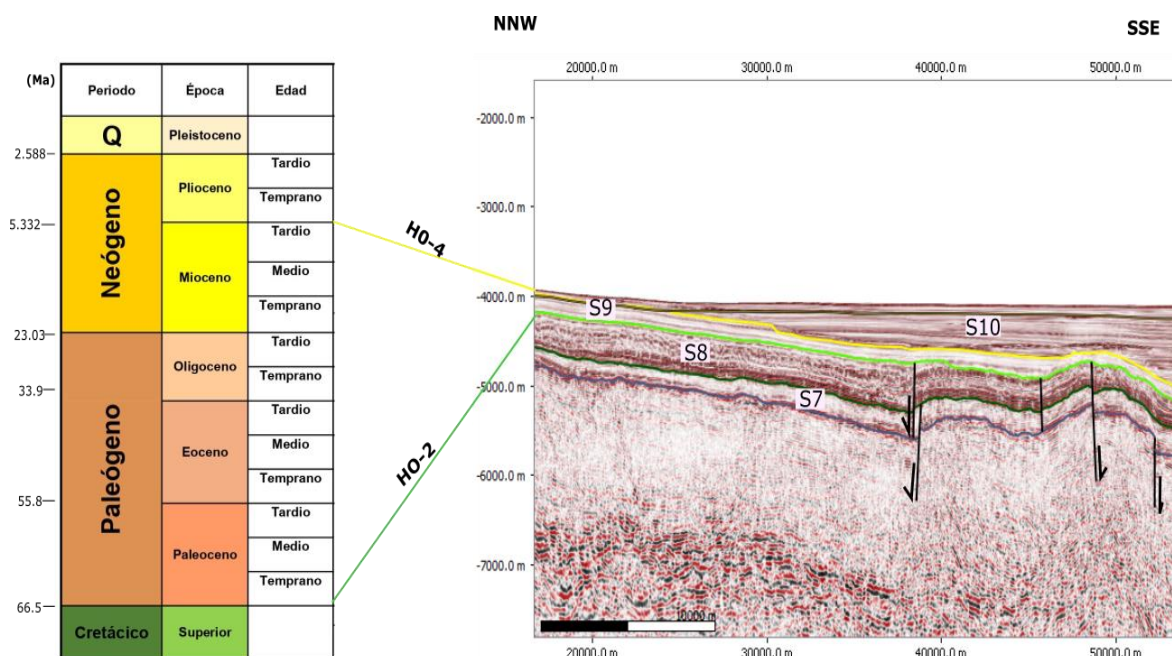 NNW
SSE
(Ma)
Periodo
Época
Edad
Q
Pleistoceno
2.588
Neógeno
Plioceno
Tardio
Temprano
5.332
Mioceno
Tardio
Medio
Temprano
23.03
Paleógeno
Oligoceno
Tardio
Temprano
33.9
Eoceno
Tardio
Medio
Temprano
55.8
Paleoceno
Tardio
Medio
Temprano
66.5
Cretácico
Superior
H0-4
HO-2
20000.0 m
30000.0 m
40000.0 m
50000.0 m
-2000.0 m
-3000.0 m
-4000.0 m
-5000.0 m
-6000.0 m
-7000.0 m
S9
S10
S8
S7
10000 m
20000.0 m
30000.0 m
40000.0 m
50000.0 m